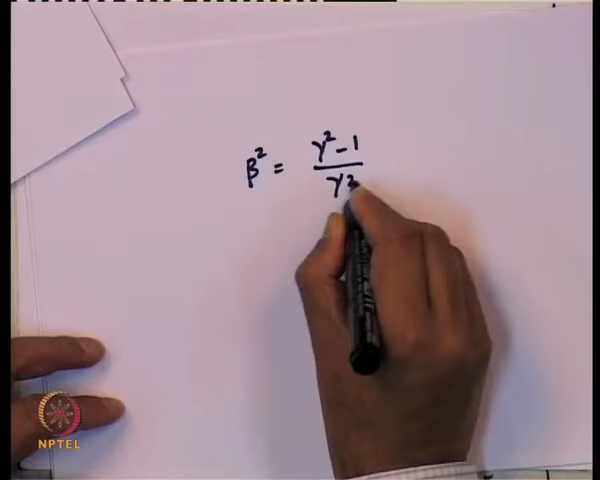 β² = (γ² - 1) / γ²
NPTEL